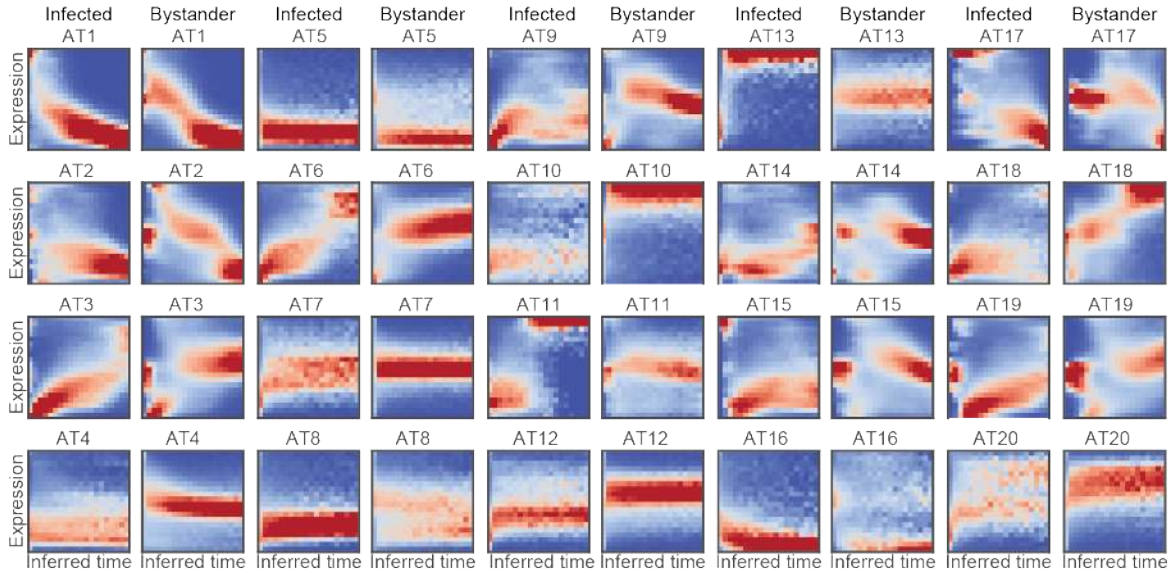 Infected Bystander Infected Bystander Infected Bystander Infected Bystander Infected Bystander
AT1 AT1 AT5 AT5 AT9 AT9 AT13 AT13 AT17 AT17
Expression
AT2 AT2 AT6 AT6 AT10 AT10 AT14 AT14 AT18 AT18
Expression
AT3 AT3 AT7 AT7 AT11 AT11 AT15 AT15 AT19 AT19
Expression
AT4 AT4 AT8 AT8 AT12 AT12 AT16 AT16 AT20 AT20
Expression
Inferred time Inferred time Inferred time Inferred time Inferred time Inferred time Inferred time Inferred time Inferred time Inferred time